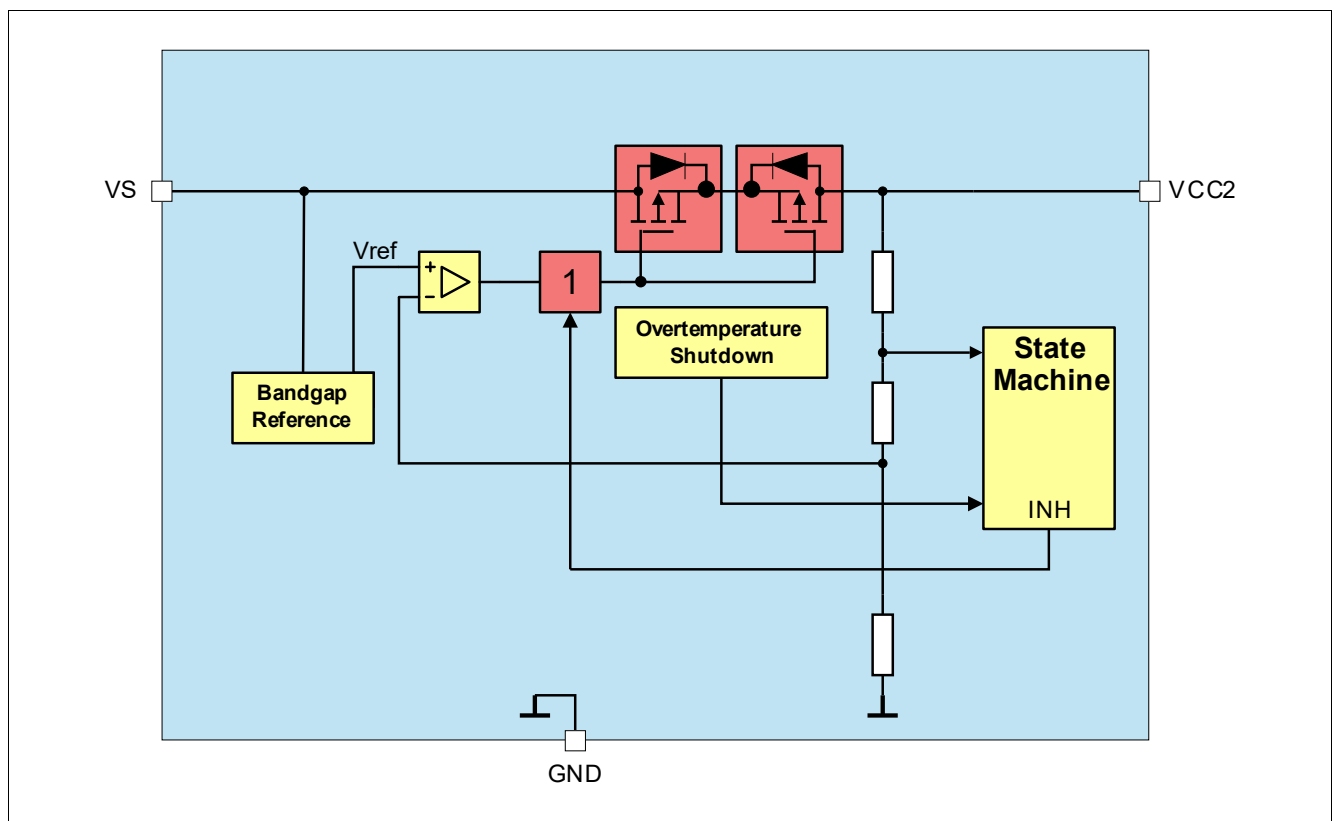 VS
VCC2
Vref
+
-
1
Overtemperature
Shutdown
State
Machine
Bandgap
Reference
INH
GND